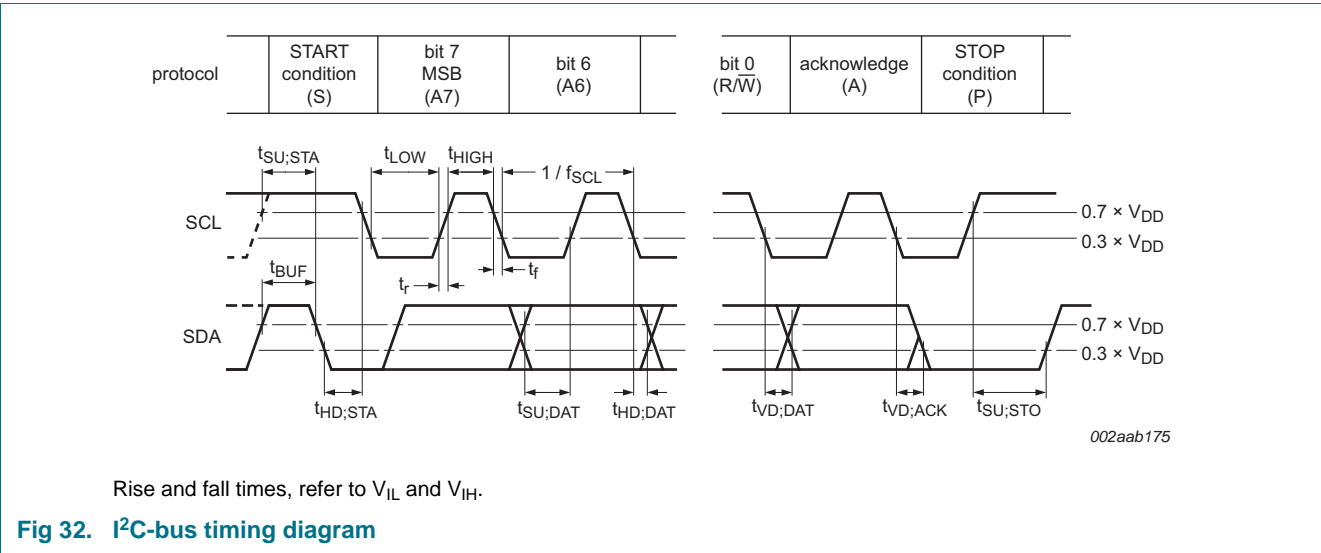 protocol
START
condition
(S)
bit 7
MSB
(A7)
bit 6
(A6)
bit 0
(R/W̅)
acknowledge
(A)
STOP
condition
(P)
tSU;STA
tLOW
tHIGH
1 / fSCL
SCL
0.7 × VDD
0.3 × VDD
tBUF
tr
tf
SDA
0.7 × VDD
0.3 × VDD
tHD;STA
tSU;DAT
tHD;DAT
tVD;DAT
tVD;ACK
tSU;STO
002aab175
Rise and fall times, refer to VIL and VIH.
Fig 32. I²C-bus timing diagram